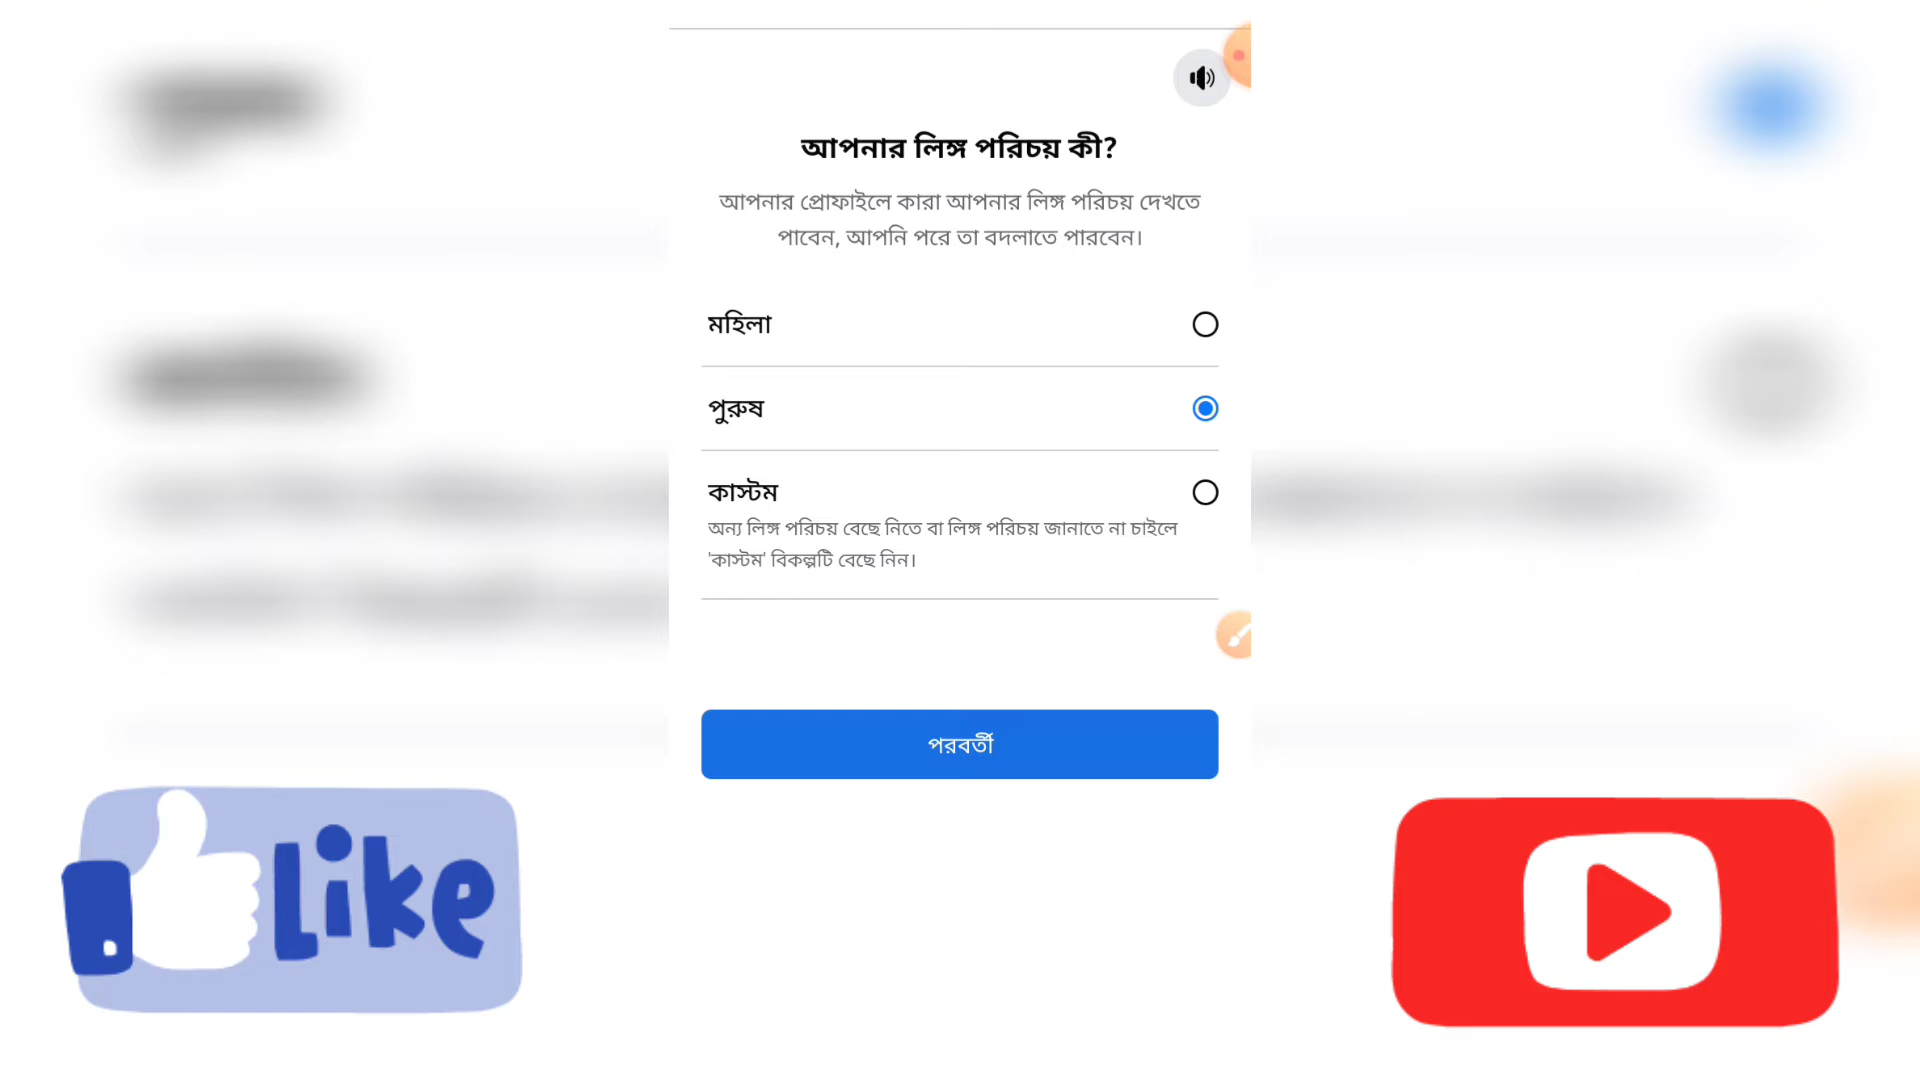 আপনার লিঙ্গ পরিচয় কী?
আপনার প্রোফাইলে কারা আপনার লিঙ্গ পরিচয় দেখতে
পাবেন, আপনি পরে তা বদলাতে পারবেন।
মহিলা
পুরুষ
কাস্টম
অন্য লিঙ্গ পরিচয় বেছে নিতে বা লিঙ্গ পরিচয় জানাতে না চাইলে
'কাস্টম' বিকল্পটি বেছে নিন।
পরবর্তী
Like